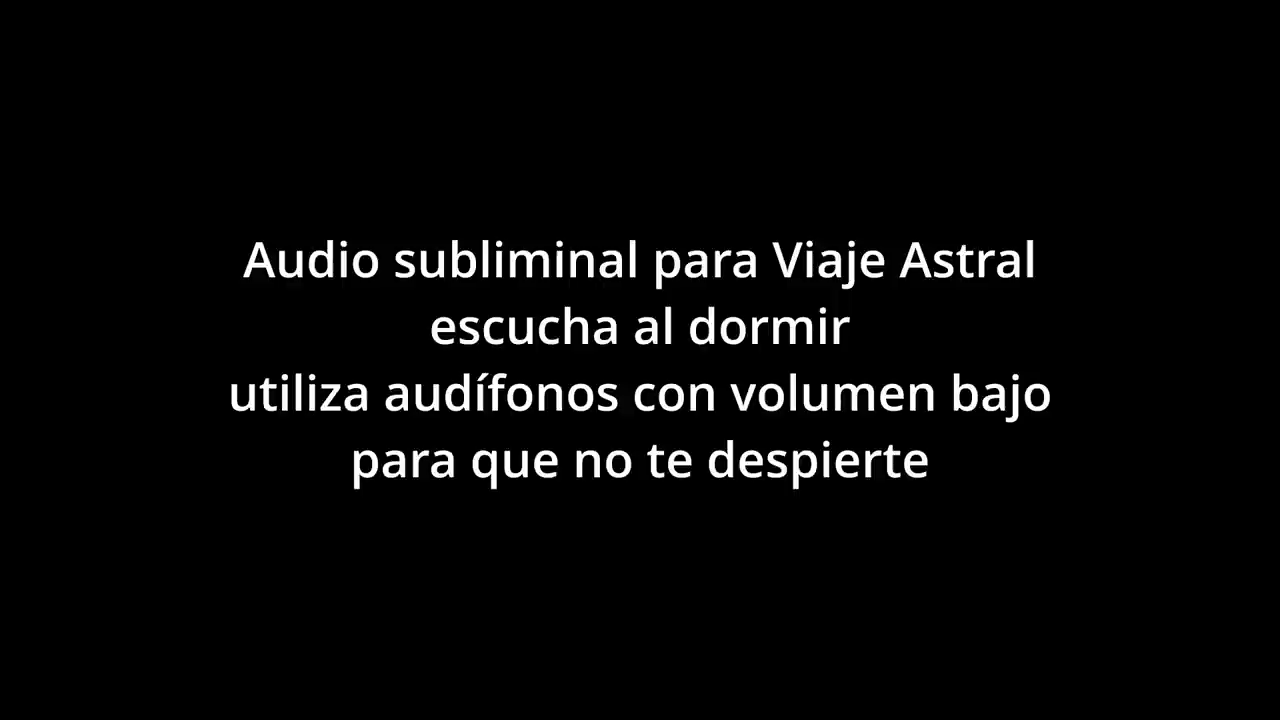 Audio subliminal para Viaje Astral
escucha al dormir
utiliza audífonos con volumen bajo
para que no te despierte